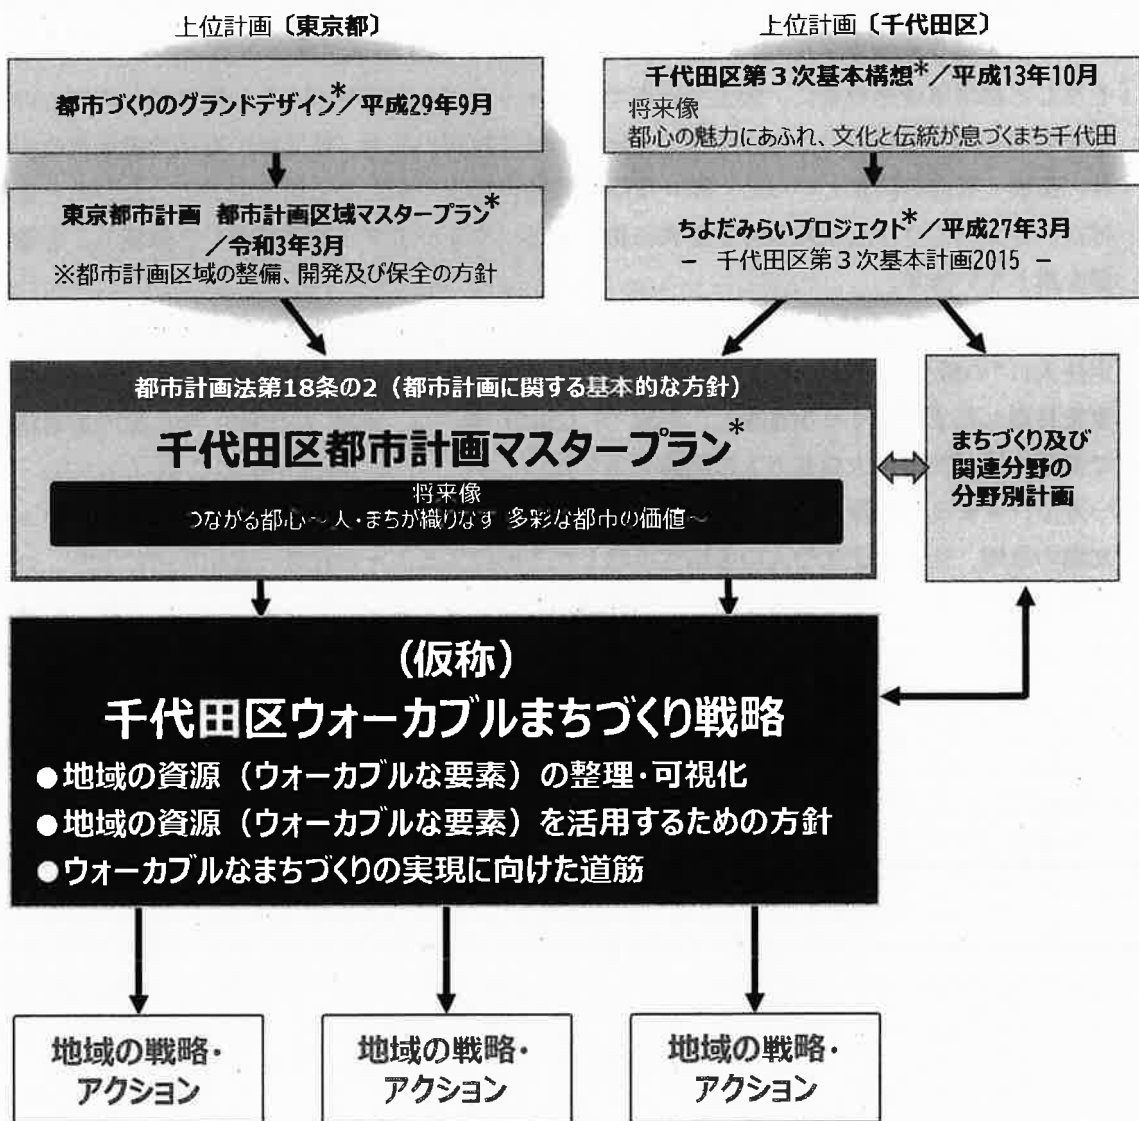 上位計画〔東京都〕
都市づくりのグランドデザイン*／平成29年9月
東京都市計画 都市計画区域マスタープラン*
／令和3年3月
※都市計画区域の整備、開発及び保全の方針
上位計画〔千代田区〕
千代田区第３次基本構想*／平成13年10月
将来像
都心の魅力にあふれ、文化と伝統が息づくまち千代田
ちよだみらいプロジェクト*／平成27年3月
－ 千代田区第３次基本計画2015 －
都市計画法第18条の2（都市計画に関する基本的な方針）
千代田区都市計画マスタープラン*
将来像
つながる都心～人・まちが織りなす 多彩な都市の価値～
まちづくり及び
関連分野の
分野別計画
（仮称）
千代田区ウォーカブルまちづくり戦略
●地域の資源（ウォーカブルな要素）の整理・可視化
●地域の資源（ウォーカブルな要素）を活用するための方針
●ウォーカブルなまちづくりの実現に向けた道筋
地域の戦略・
アクション
地域の戦略・
アクション
地域の戦略・
アクション